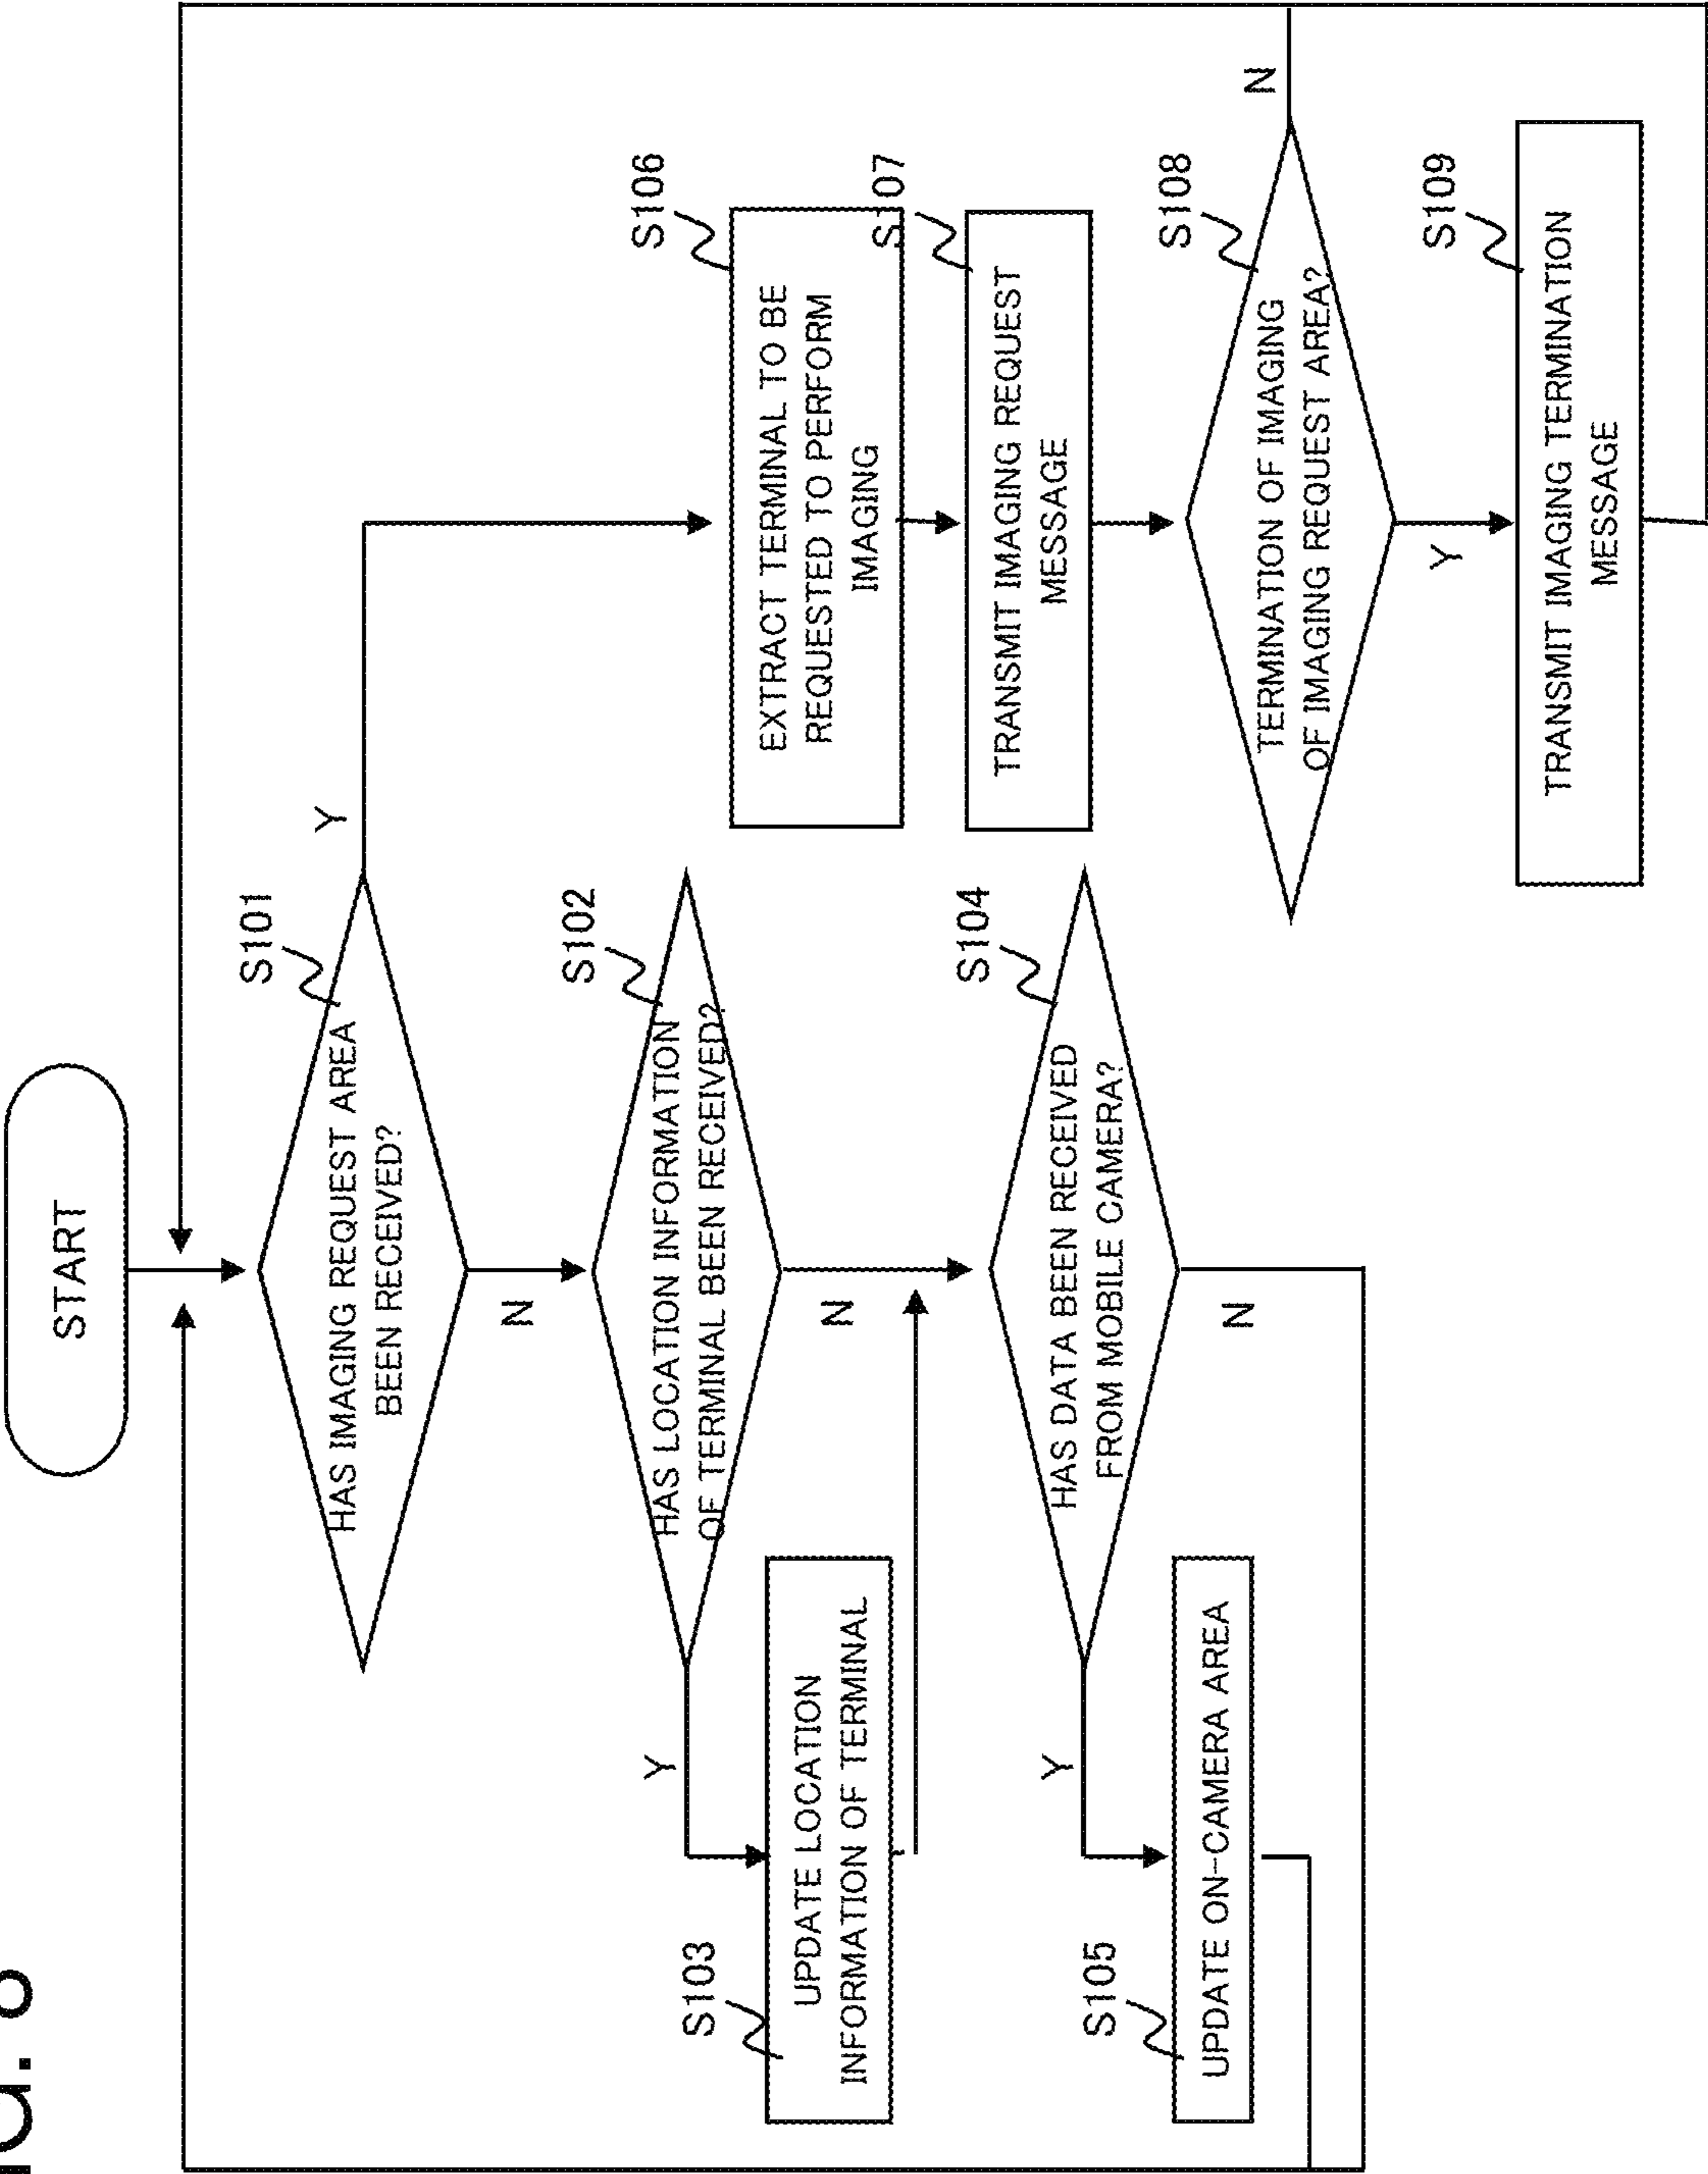 START
S101
HAS IMAGING REQUEST AREA
BEEN RECEIVED?
Y
N
S102
HAS LOCATION INFORMATION
OF TERMINAL BEEN RECEIVED?
Y
N
S103
UPDATE LOCATION
INFORMATION OF TERMINAL
S104
HAS DATA BEEN RECEIVED
FROM MOBILE CAMERA?
Y
N
S105
UPDATE ON-CAMERA AREA
S106
EXTRACT TERMINAL TO BE
REQUESTED TO PERFORM
IMAGING
S107
TRANSMIT IMAGING REQUEST
MESSAGE
S108
TERMINATION OF IMAGING
OF IMAGING REQUEST AREA?
N
Y
S109
TRANSMIT IMAGING TERMINATION
MESSAGE